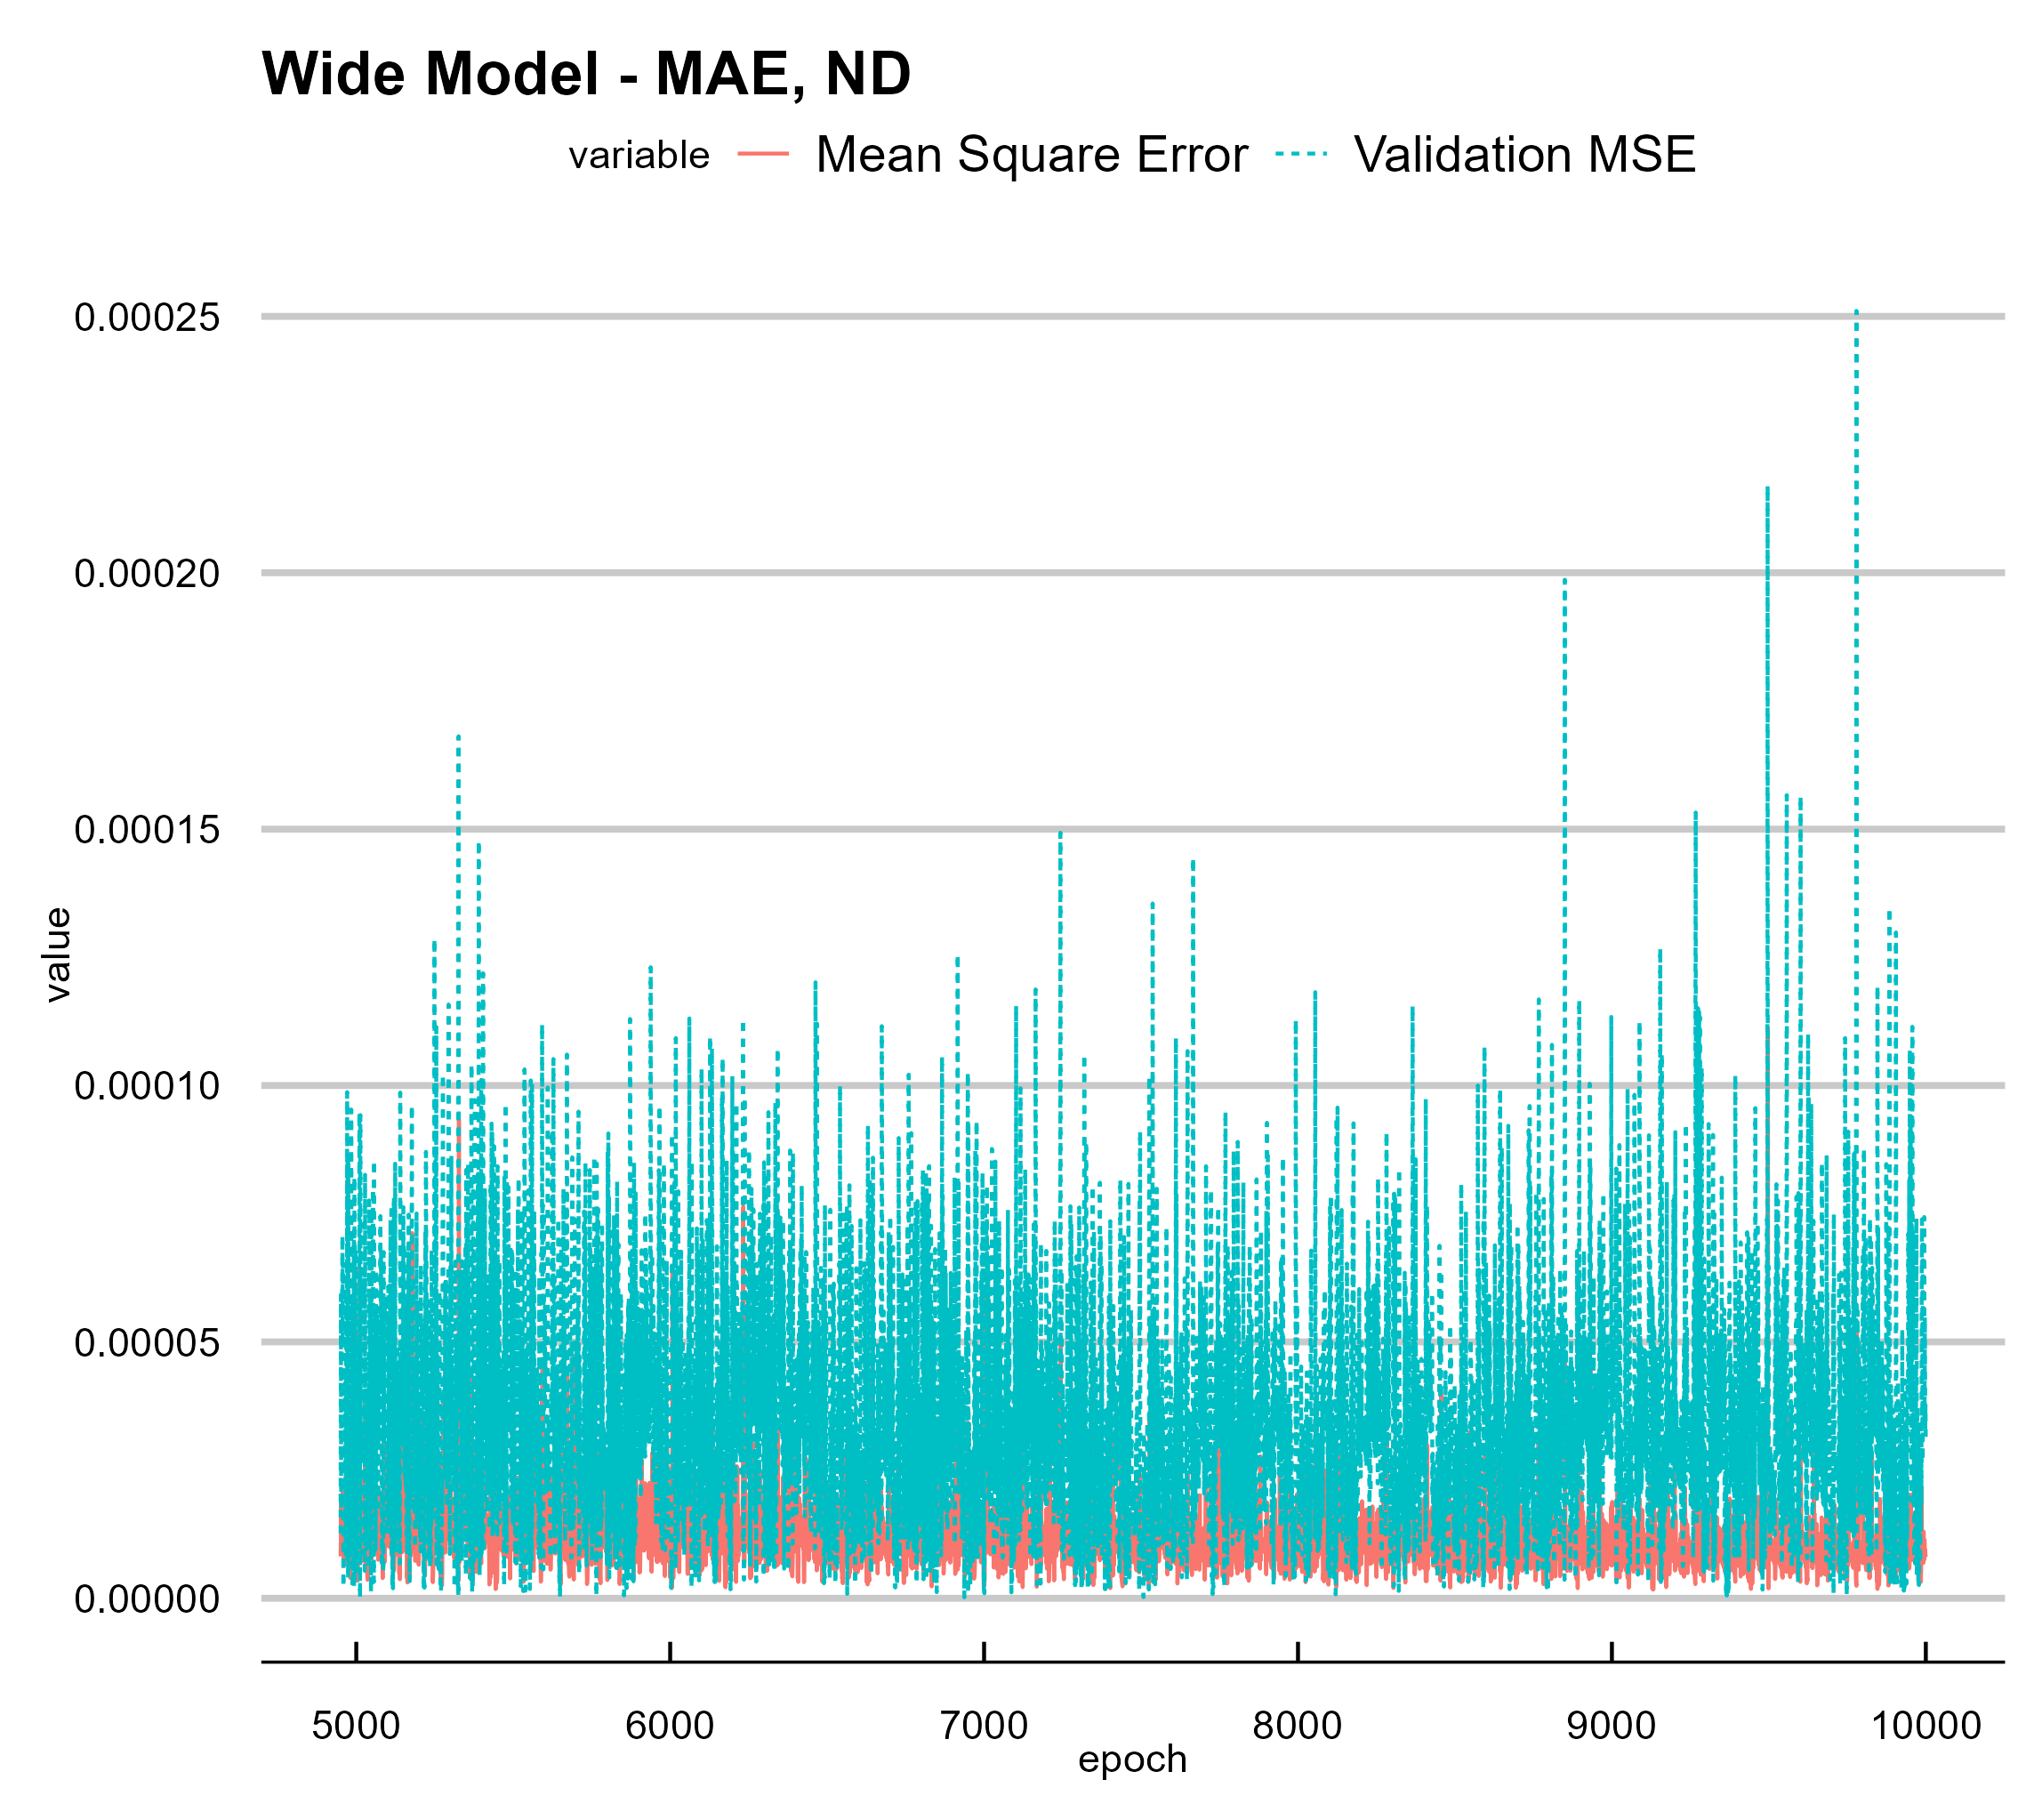 Wide Model - MAE, ND
variable Mean Square Error Validation MSE
0.00025
0.00020
0.00015
0.00010
0.00005
0.00000
value
5000 6000 7000 8000 9000 10000
epoch